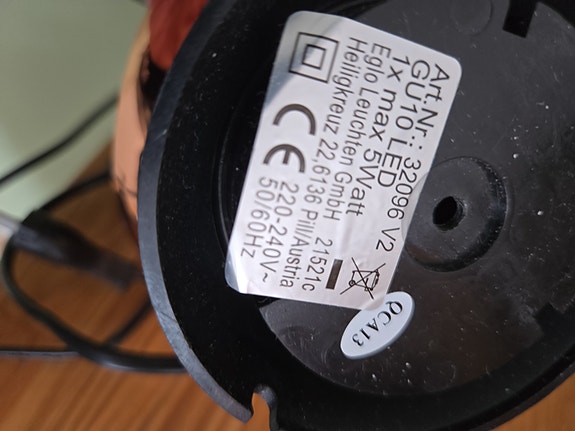 Art.Nr.: 32096 V2
GU10 LED
1x max. 5Watt
Eglo Leuchten GmbH
Heiligkreuz 22,6136 Pill/Austria
21521c
CE
220-240V~
50/60Hz
QCA13